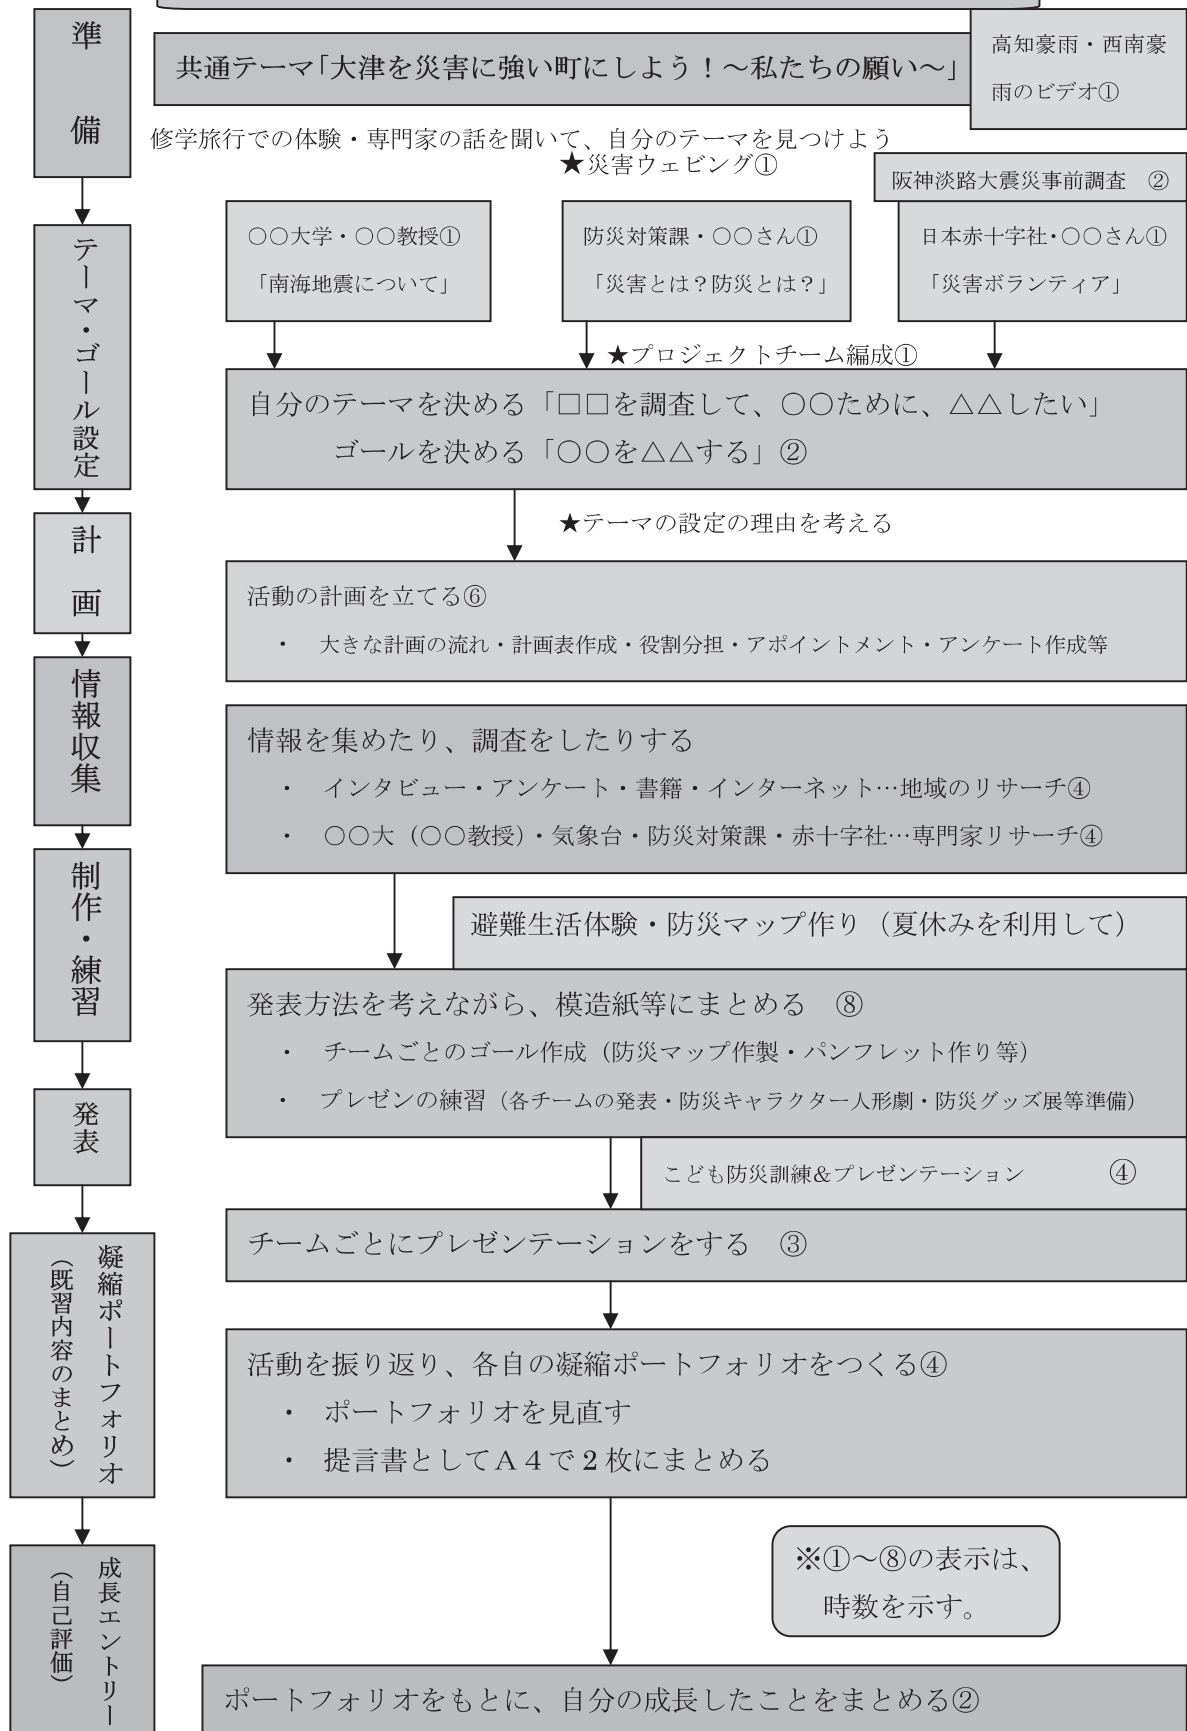 準備
共通テーマ「大津を災害に強い町にしよう！～私たちの願い～」
高知豪雨・西南豪
雨のビデオ①
修学旅行での体験・専門家の話を聞いて、自分のテーマを見つけよう
★災害ウェビング①
阪神淡路大震災事前調査　②
テーマ・ゴール設定
〇〇大学・〇〇教授①
「南海地震について」
防災対策課・〇〇さん①
「災害とは？防災とは？」
日本赤十字社・〇〇さん①
「災害ボランティア」
★プロジェクトチーム編成①
自分のテーマを決める「□□を調査して、〇〇ために、△△したい」
ゴールを決める「〇〇を△△する」②
★テーマの設定の理由を考える
計画
活動の計画を立てる⑥
・　大きな計画の流れ・計画表作成・役割分担・アポイントメント・アンケート作成等
情報収集
情報を集めたり、調査をしたりする
・　インタビュー・アンケート・書籍・インターネット…地域のリサーチ④
・　〇〇大（〇〇教授）・気象台・防災対策課・赤十字社…専門家リサーチ④
制作・練習
避難生活体験・防災マップ作り（夏休みを利用して）
発表方法を考えながら、模造紙等にまとめる　⑧
・　チームごとのゴール作成（防災マップ作製・パンフレット作り等）
・　プレゼンの練習（各チームの発表・防災キャラクター人形劇・防災グッズ展等準備）
発表
こども防災訓練&プレゼンテーション　④
チームごとにプレゼンテーションをする　③
凝縮ポートフォリオ
（既習内容のまとめ）
活動を振り返り、各自の凝縮ポートフォリオをつくる④
・　ポートフォリオを見直す
・　提言書としてＡ４で２枚にまとめる
※①～⑧の表示は、
時数を示す。
成長エントリー
（自己評価）
ポートフォリオをもとに、自分の成長したことをまとめる②